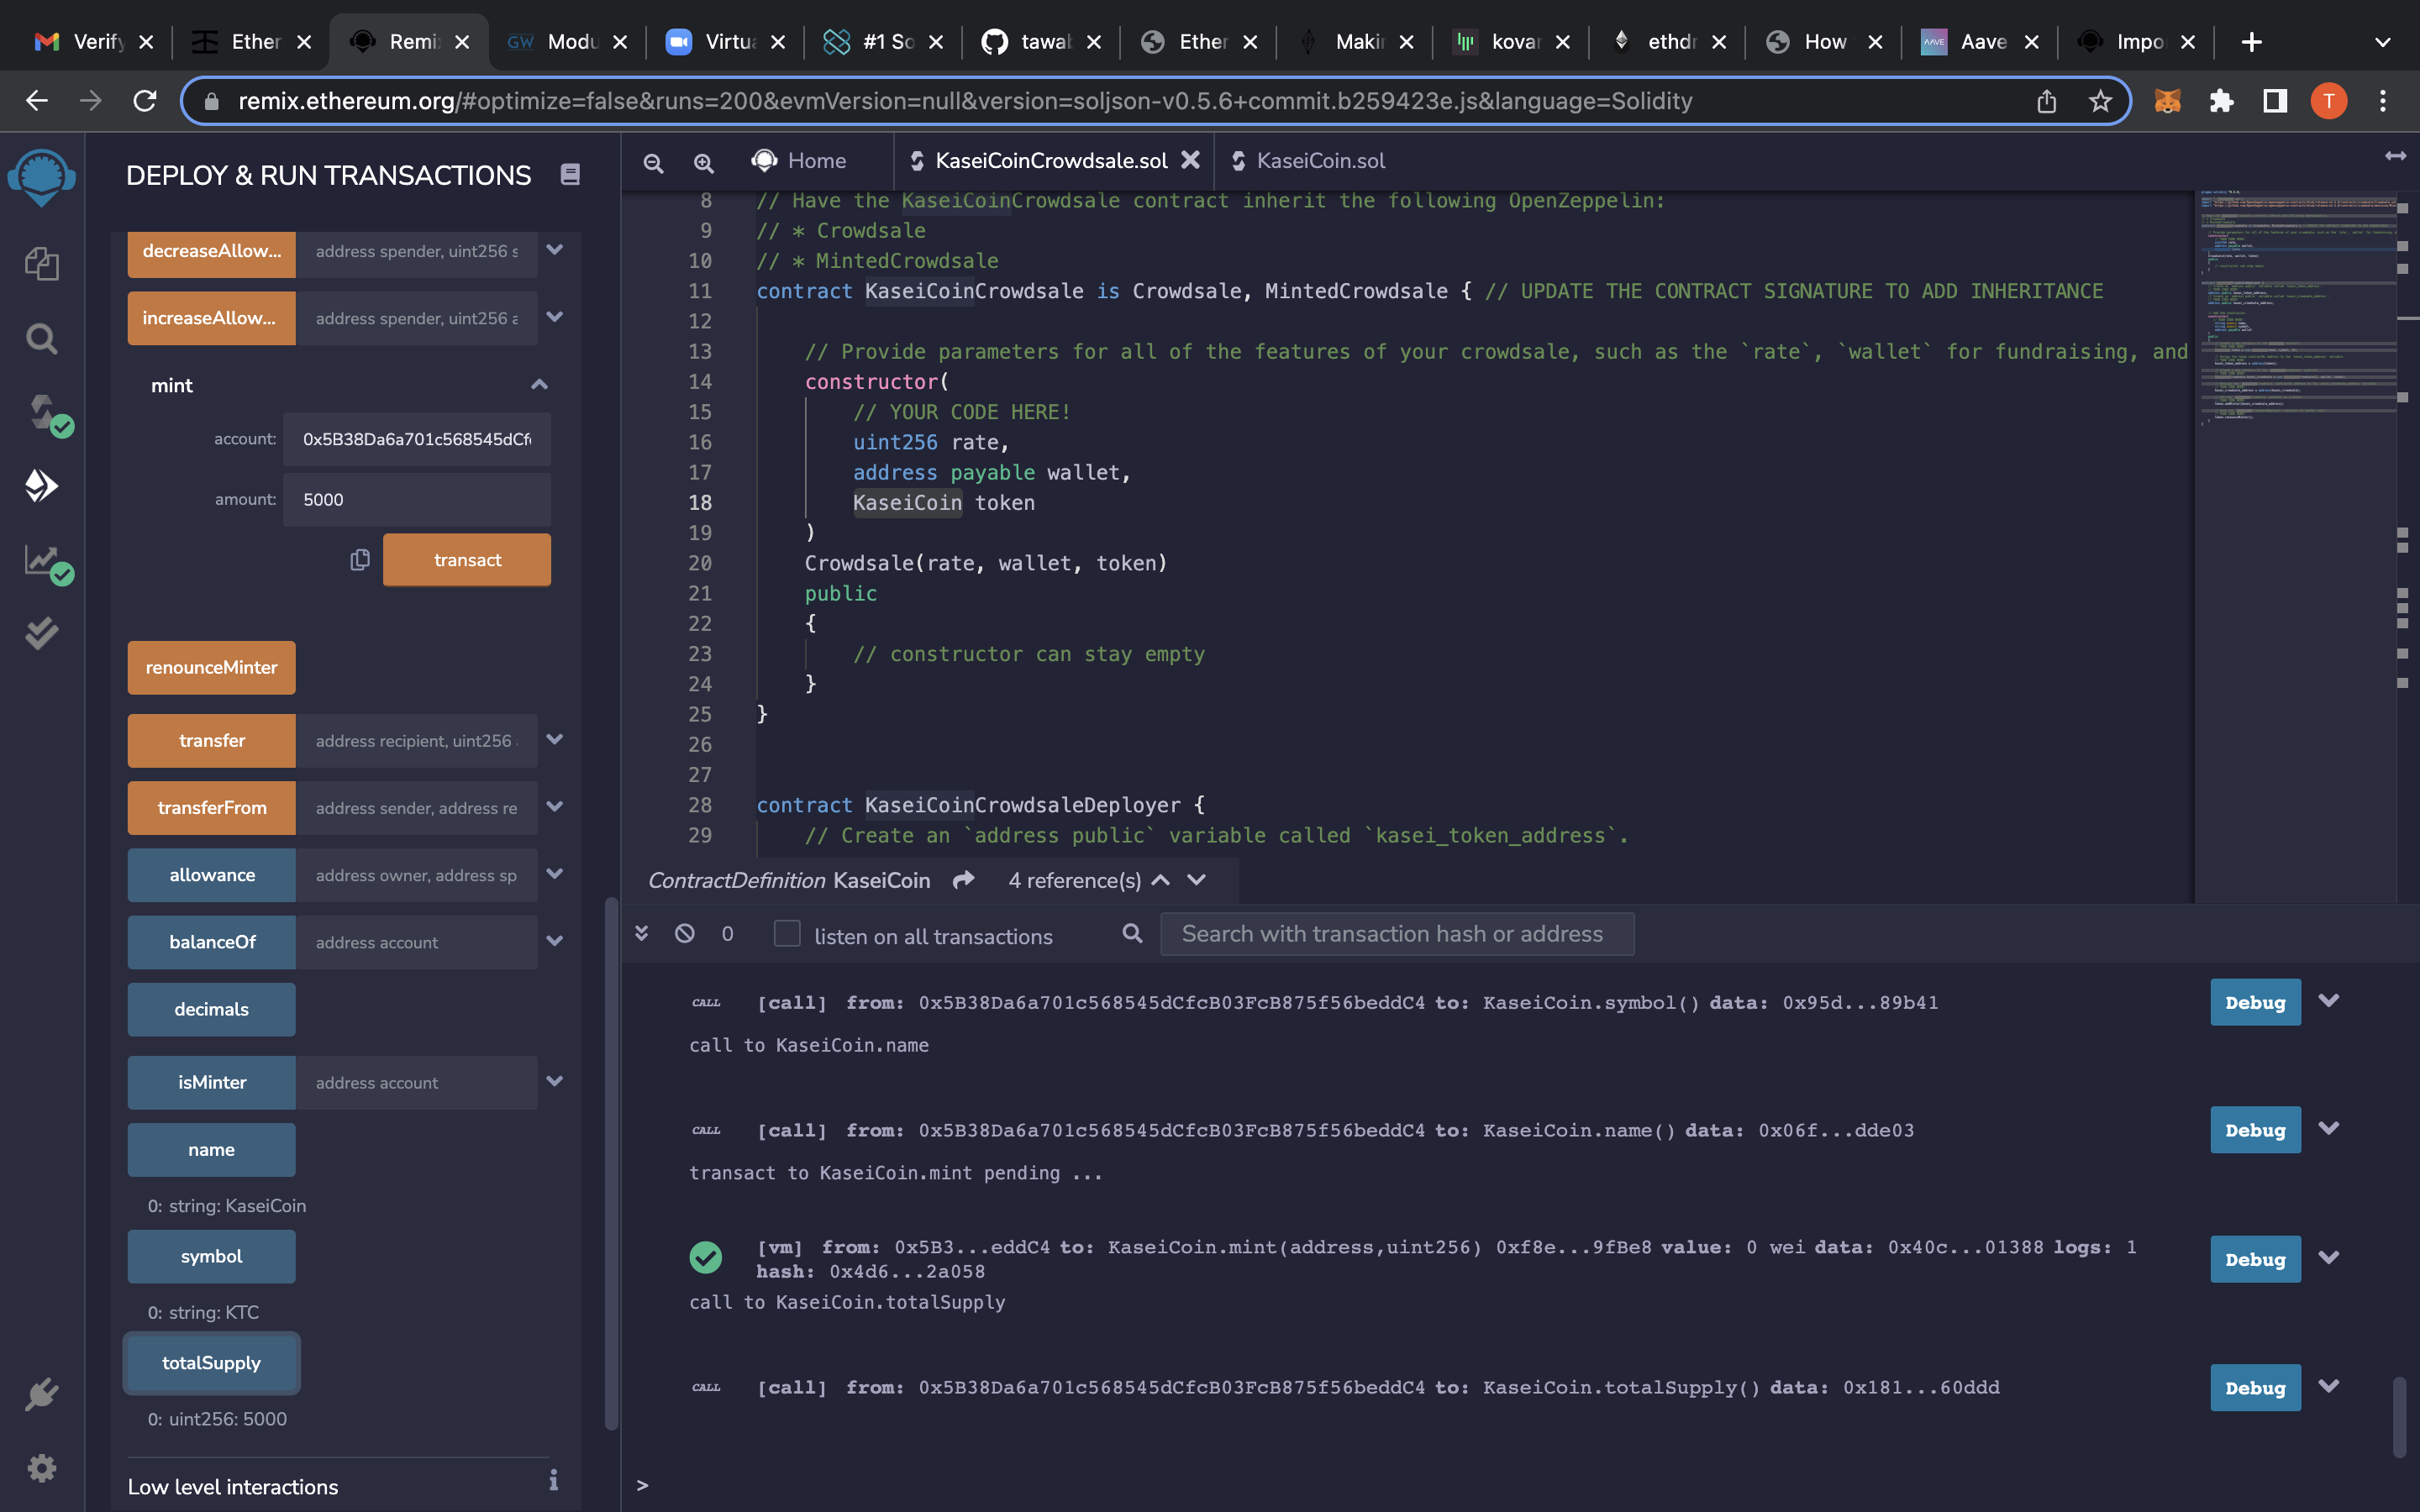 Verify
Ether
Remi
GW Modu
Virtua
#1 So
tawab
Ether
Makin
kovan
ethdr
How
AAVE Aave
Impo
remix.ethereum.org/#optimize=false&runs=200&evmVersion=null&version=soljson-v0.5.6+commit.b259423e.js&language=Solidity
T
DEPLOY & RUN TRANSACTIONS
decreaseAllow... address spender, uint256 s
increaseAllow... address spender, uint256 a
mint
account: 0x5B38Da6a701c568545dCfc
amount: 5000
transact
renounceMinter
transfer address recipient, uint256
transferFrom address sender, address re
allowance address owner, address sp
balanceOf address account
decimals
isMinter address account
name
0: string: KaseiCoin
symbol
0: string: KTC
totalSupply
0: uint256: 5000
Low level interactions
i
Home
KaseiCoinCrowdsale.sol
KaseiCoin.sol
8 // Have the KaseiCoinCrowdsale contract inherit the following OpenZeppelin:
9 // * Crowdsale
10 // * MintedCrowdsale
11 contract KaseiCoinCrowdsale is Crowdsale, MintedCrowdsale { // UPDATE THE CONTRACT SIGNATURE TO ADD INHERITANCE
12
13 // Provide parameters for all of the features of your crowdsale, such as the `rate`, `wallet` for fundraising, and
14 constructor(
15 // YOUR CODE HERE!
16 uint256 rate,
17 address payable wallet,
18 KaseiCoin token
19 )
20 Crowdsale(rate, wallet, token)
21 public
22 {
23 // constructor can stay empty
24 }
25 }
26
27
28 contract KaseiCoinCrowdsaleDeployer {
29 // Create an `address public` variable called `kasei_token_address`.
ContractDefinition KaseiCoin 4 reference(s)
0 listen on all transactions Search with transaction hash or address
CALL [call] from: 0x5B38Da6a701c568545dCfcB03FcB875f56beddC4 to: KaseiCoin.symbol() data: 0x95d...89b41 Debug
call to KaseiCoin.name
CALL [call] from: 0x5B38Da6a701c568545dCfcB03FcB875f56beddC4 to: KaseiCoin.name() data: 0x06f...dde03 Debug
transact to KaseiCoin.mint pending ...
[vm] from: 0x5B3...eddC4 to: KaseiCoin.mint(address,uint256) 0xf8e...9fBe8 value: 0 wei data: 0x40c...01388 logs: 1 Debug
hash: 0x4d6...2a058
call to KaseiCoin.totalSupply
CALL [call] from: 0x5B38Da6a701c568545dCfcB03FcB875f56beddC4 to: KaseiCoin.totalSupply() data: 0x181...60ddd Debug
>